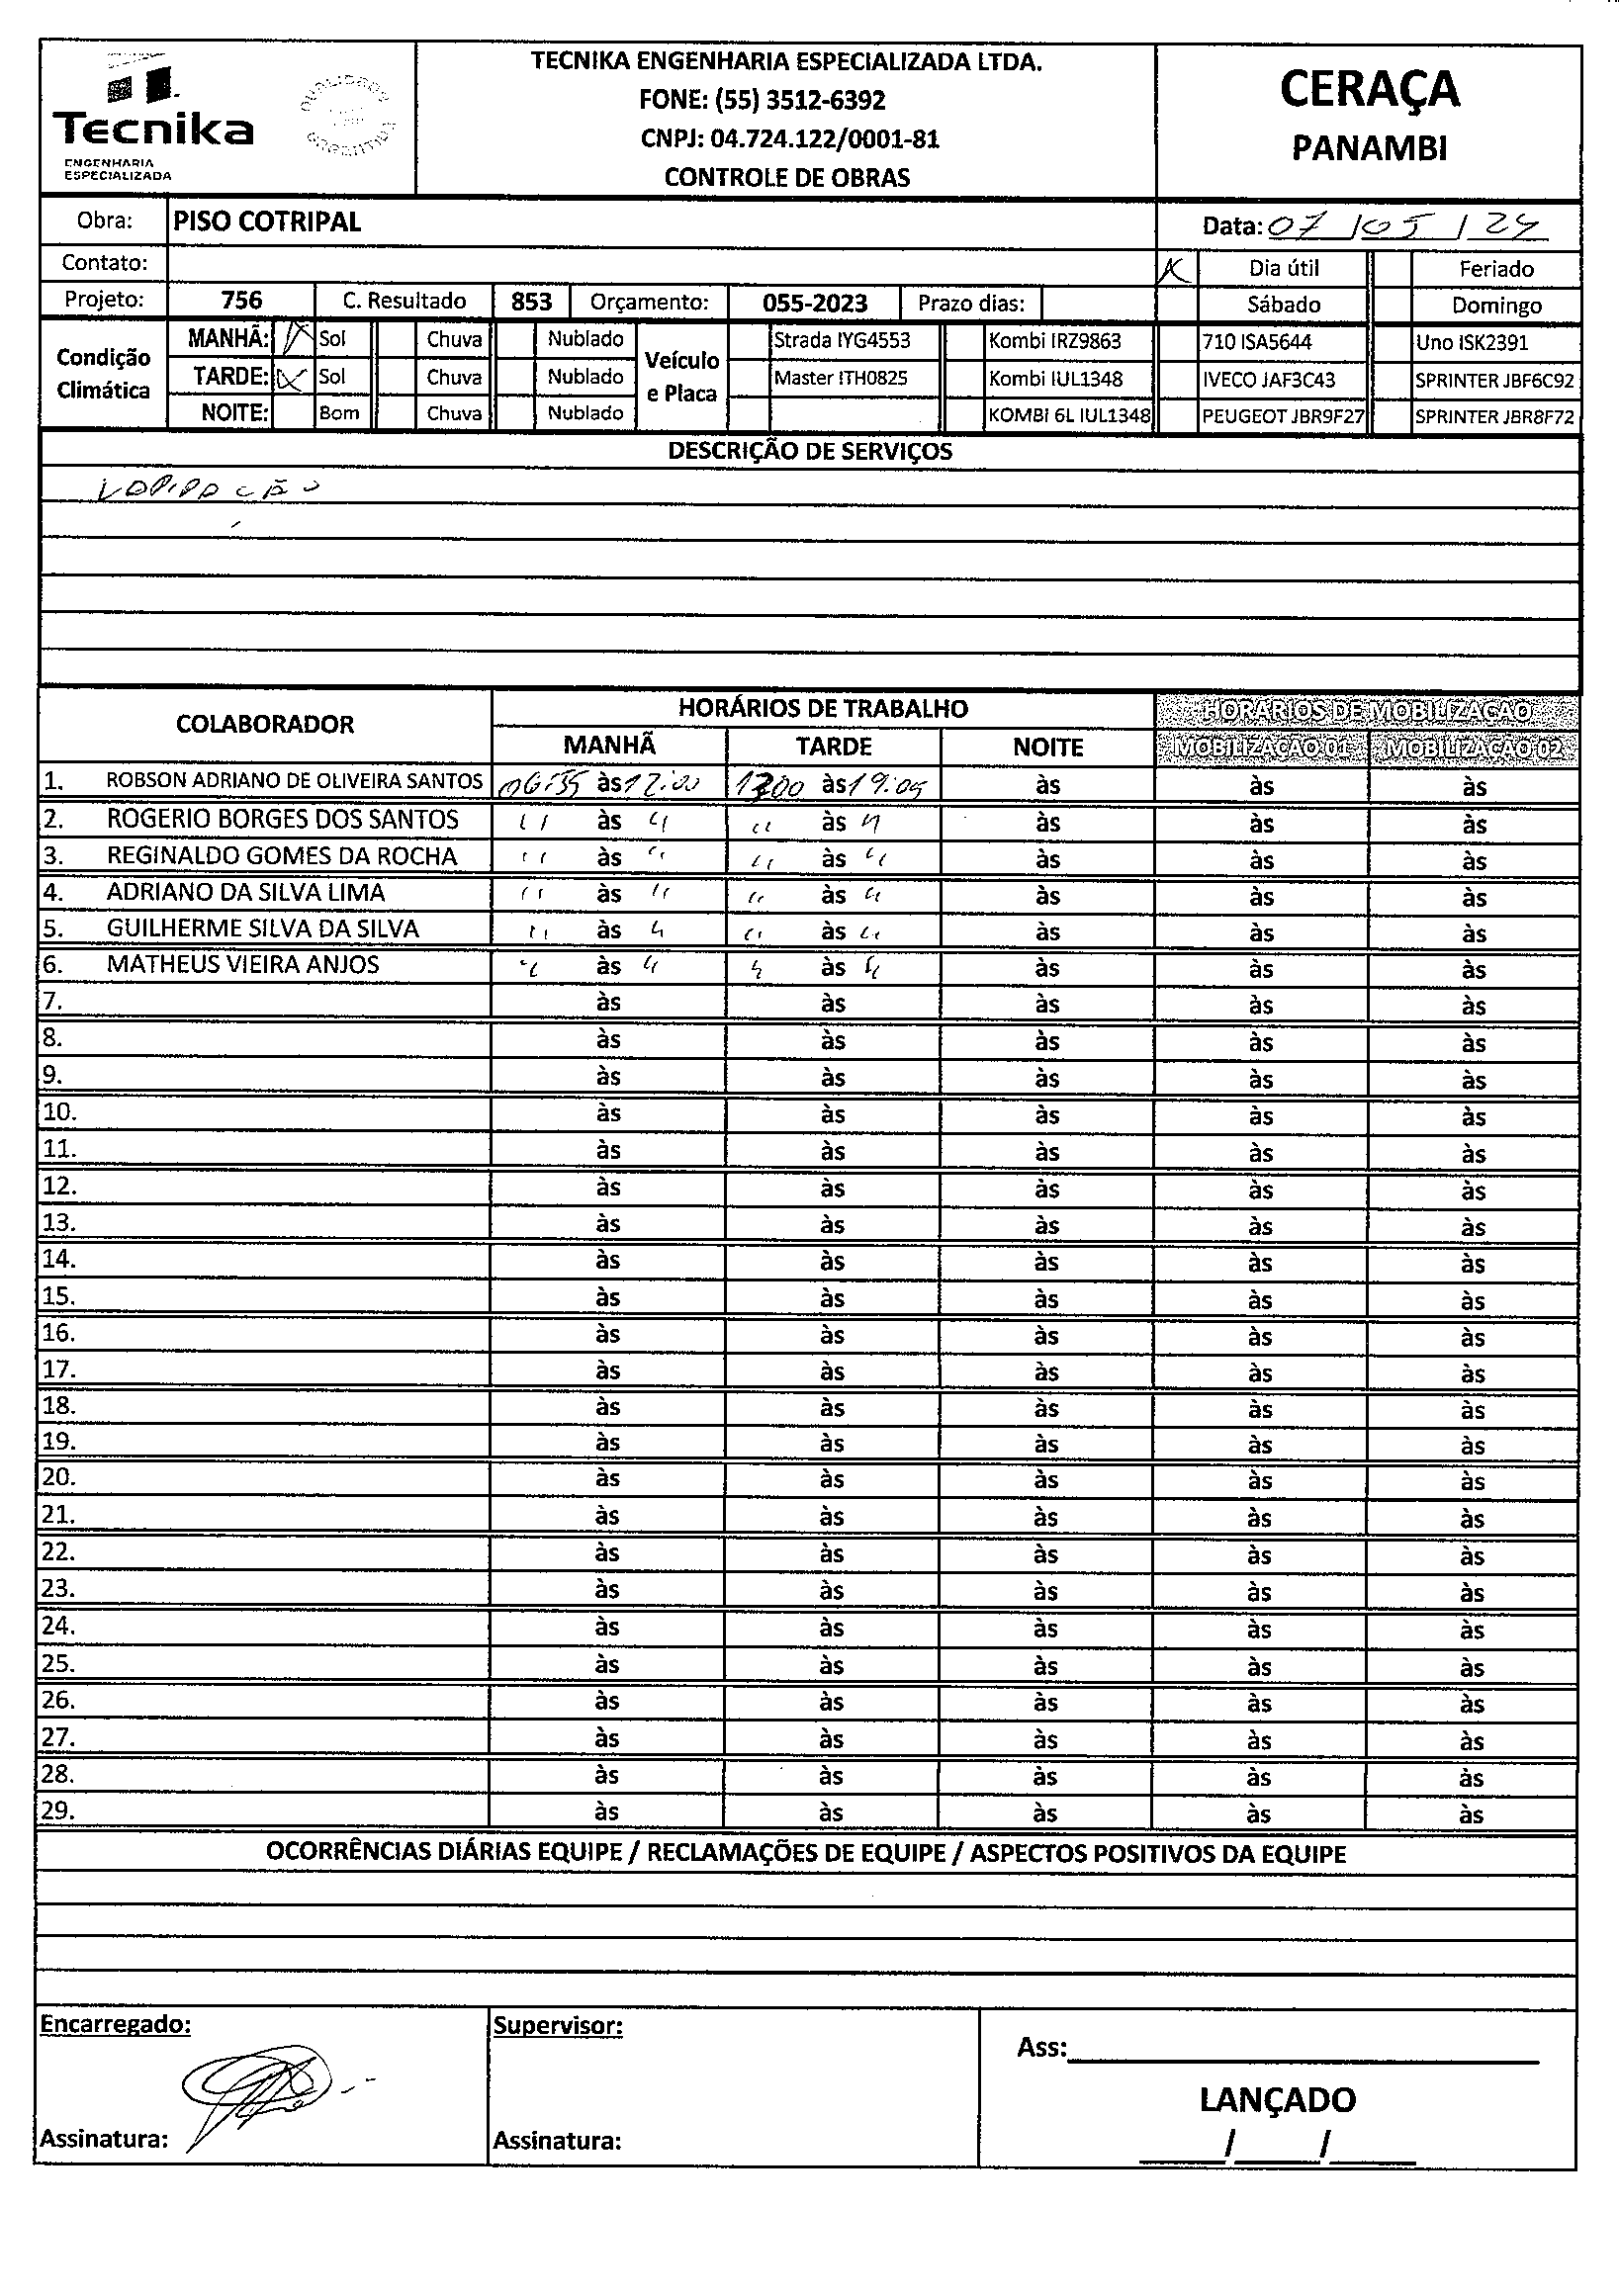 Tecnika
ENGENHARIA
ESPECIALIZADA
TECNIKA ENGENHARIA ESPECIALIZADA LTDA.
FONE: (55) 3512-6392
CNPJ: 04.724.122/0001-81
CONTROLE DE OBRAS
CERAÇA
PANAMBI
Obra: PISO COTRIPAL
Data: 07/05/24
Contato:
X Dia útil Feriado
Projeto: 756 C. Resultado 853 Orçamento: 055-2023 Prazo dias: Sábado Domingo
Condição Climática
MANHÃ: X Sol Chuva Nublado
TARDE: X Sol Chuva Nublado
NOITE: Bom Chuva Nublado
Veículo e Placa
Strada IYG4553 Kombi IRZ9863 710 ISA5644 Uno ISK2391
Master ITH0825 Kombi IUL1348 IVECO JAF3C43 SPRINTER JBF6C92
KOMBI 6L IUL1348 PEUGEOT JBR9F27 SPRINTER JBR8F72
DESCRIÇÃO DE SERVIÇOS
LAPIDAÇÃO
COLABORADOR HORÁRIOS DE TRABALHO HORARIOS DE MOBILIZACAO
MANHÃ TARDE NOITE MOBILIZACAO 01 MOBILIZACAO 02
1. ROBSON ADRIANO DE OLIVEIRA SANTOS 06:55 às 12:00 1300 às 19:05 às às às
2. ROGERIO BORGES DOS SANTOS " às " " às " às às às
3. REGINALDO GOMES DA ROCHA " às " " às " às às às
4. ADRIANO DA SILVA LIMA " às " " às " às às às
5. GUILHERME SILVA DA SILVA " às " " às " às às às
6. MATHEUS VIEIRA ANJOS " às " " às " às às às
7. às às às às às
8. às às às às às
9. às às às às às
10. às às às às às
11. às às às às às
12. às às às às às
13. às às às às às
14. às às às às às
15. às às às às às
16. às às às às às
17. às às às às às
18. às às às às às
19. às às às às às
20. às às às às às
21. às às às às às
22. às às às às às
23. às às às às às
24. às às às às às
25. às às às às às
26. às às às às às
27. às às às às às
28. às às às às às
29. às às às às às
OCORRÊNCIAS DIÁRIAS EQUIPE / RECLAMAÇÕES DE EQUIPE / ASPECTOS POSITIVOS DA EQUIPE
Encarregado: Supervisor:
Ass:
LANÇADO
Assinatura: Assinatura:
/ /